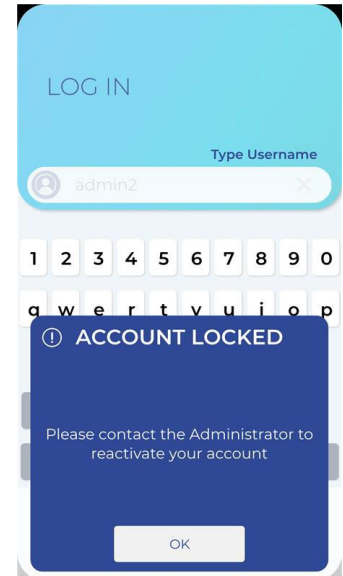 LOG IN
Type Username
admin2
1 2 3 4 5 6 7 8 9 0
q w e r t y u i o p
ACCOUNT LOCKED
Please contact the Administrator to
reactivate your account
OK